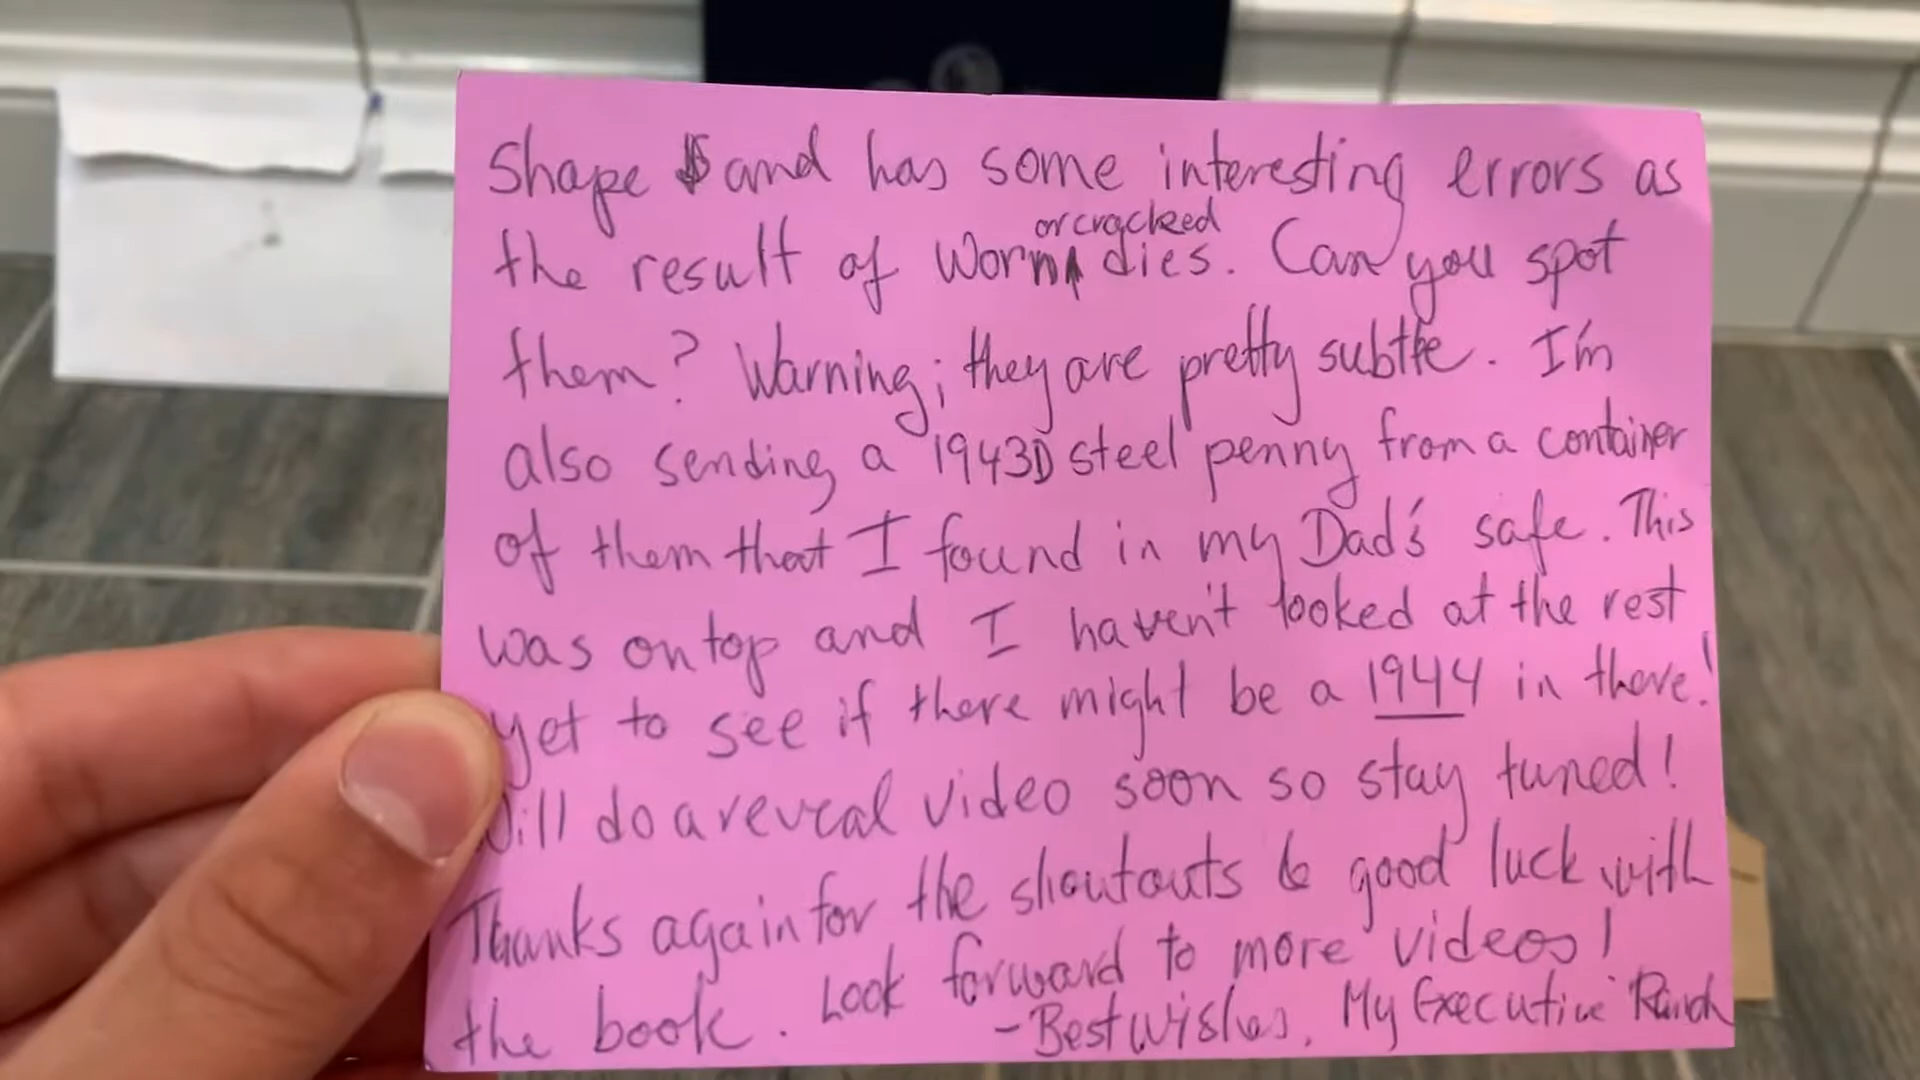 Shape and has some interesting errors as
the result of worn or cracked dies. Can you spot
them? Warning; they are pretty subtle. I'm
also sending a 1943D steel penny from a container
of them that I found in my Dad's safe. This
was on top and I haven't looked at the rest
yet to see if there might be a 1944 in there!
Will do a reveal video soon so stay tuned!
Thanks again for the shoutouts & good luck with
the book. Look forward to more videos!
- Best wishes, My Executive Ranch